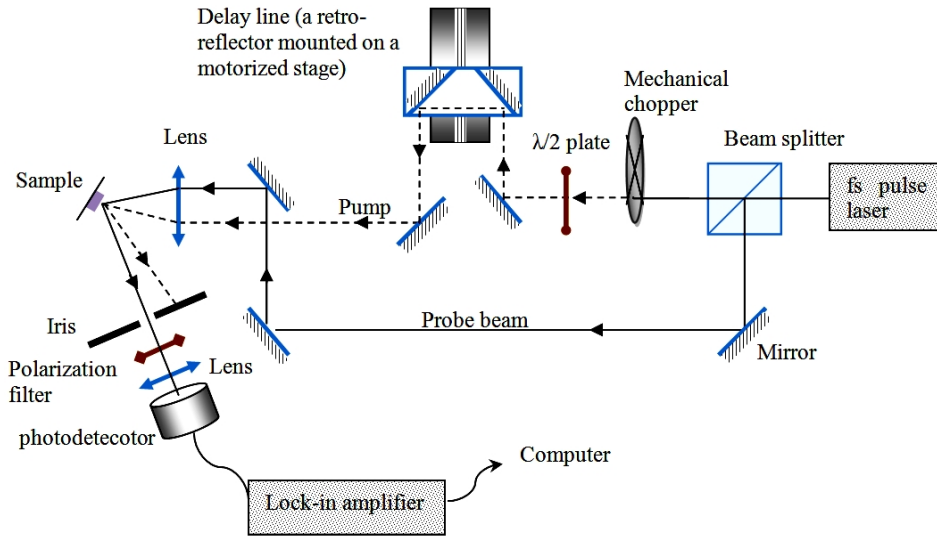 Delay line (a retro-
reflector mounted on a
motorized stage)
Mechanical
chopper
Beam splitter
λ/2 plate
Lens
fs pulse
laser
Sample
Pump
Iris
Probe beam
Mirror
Polarization
filter
Lens
photodetecotor
Computer
Lock-in amplifier